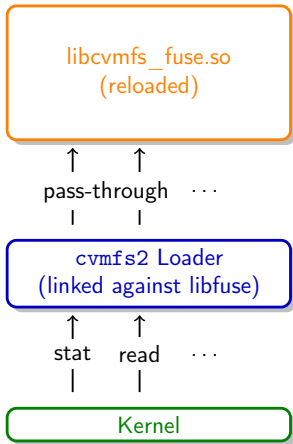 libcvmfs_fuse.so
(reloaded)
pass-through ...
cvmfs2 Loader
(linked against libfuse)
stat read ...
Kernel